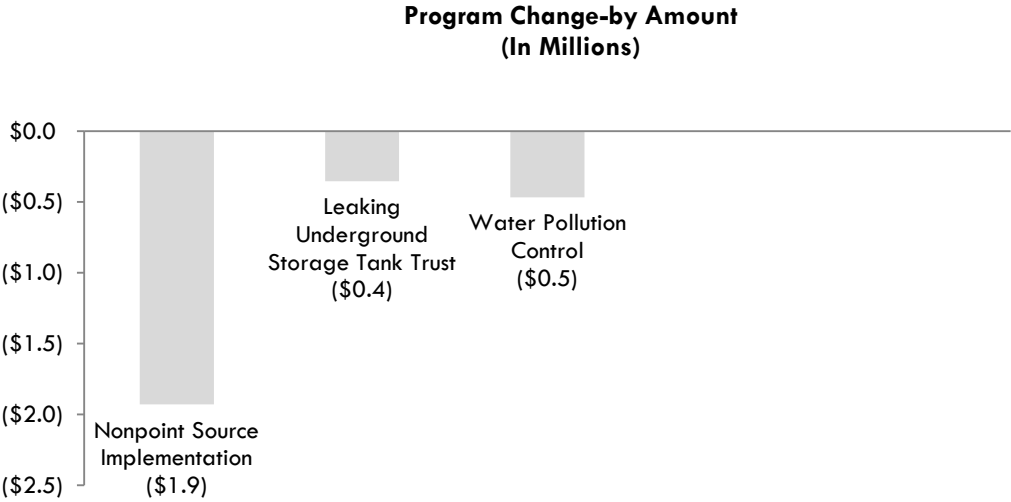 Program Change-by Amount
(In Millions)
$0.0
($0.5)
($1.0)
($1.5)
($2.0)
($2.5)
Nonpoint Source
Implementation
($1.9)
Leaking
Underground
Storage Tank Trust
($0.4)
Water Pollution
Control
($0.5)